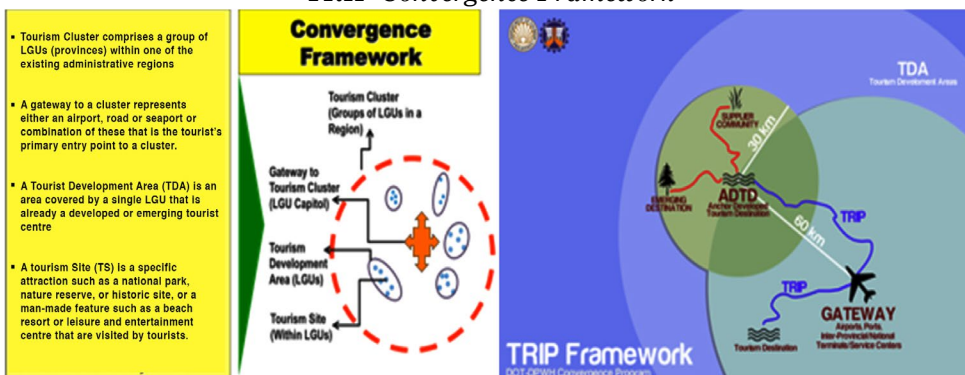 Convergence Framework
▪ Tourism Cluster comprises a group of
LGUs (provinces) within one of the
existing administrative regions
▪ A gateway to a cluster represents
either an airport, road or seaport or
combination of these that is the tourist's
primary entry point to a cluster.
▪ A Tourist Development Area (TDA) is an
area covered by a single LGU that is
already a developed or emerging tourist
centre
▪ A tourism Site (TS) is a specific
attraction such as a national park,
nature reserve, or historic site, or a
man-made feature such as a beach
resort or leisure and entertainment
centre that are visited by tourists.
Convergence
Framework
Tourism Cluster
(Groups of LGUs in a
Region)
Gateway to
Tourism Cluster
(LGU Capitol)
Tourism
Development
Area (LGUs)
Tourism Site
(Within LGUs)
TDA
Tourism Develoment Areas
SUPPLIER
COMMUNITY
30 km
EMERGING
DESTINATION
ADTD
Anchor Developed
Tourism Destination
TRIP
60 km
TRIP
GATEWAY
Airports, Ports,
Inter-Provincial/National
Terminals/Service Centers
Tourism Destination
TRIP Framework
DOT-DPWH Convergence Program